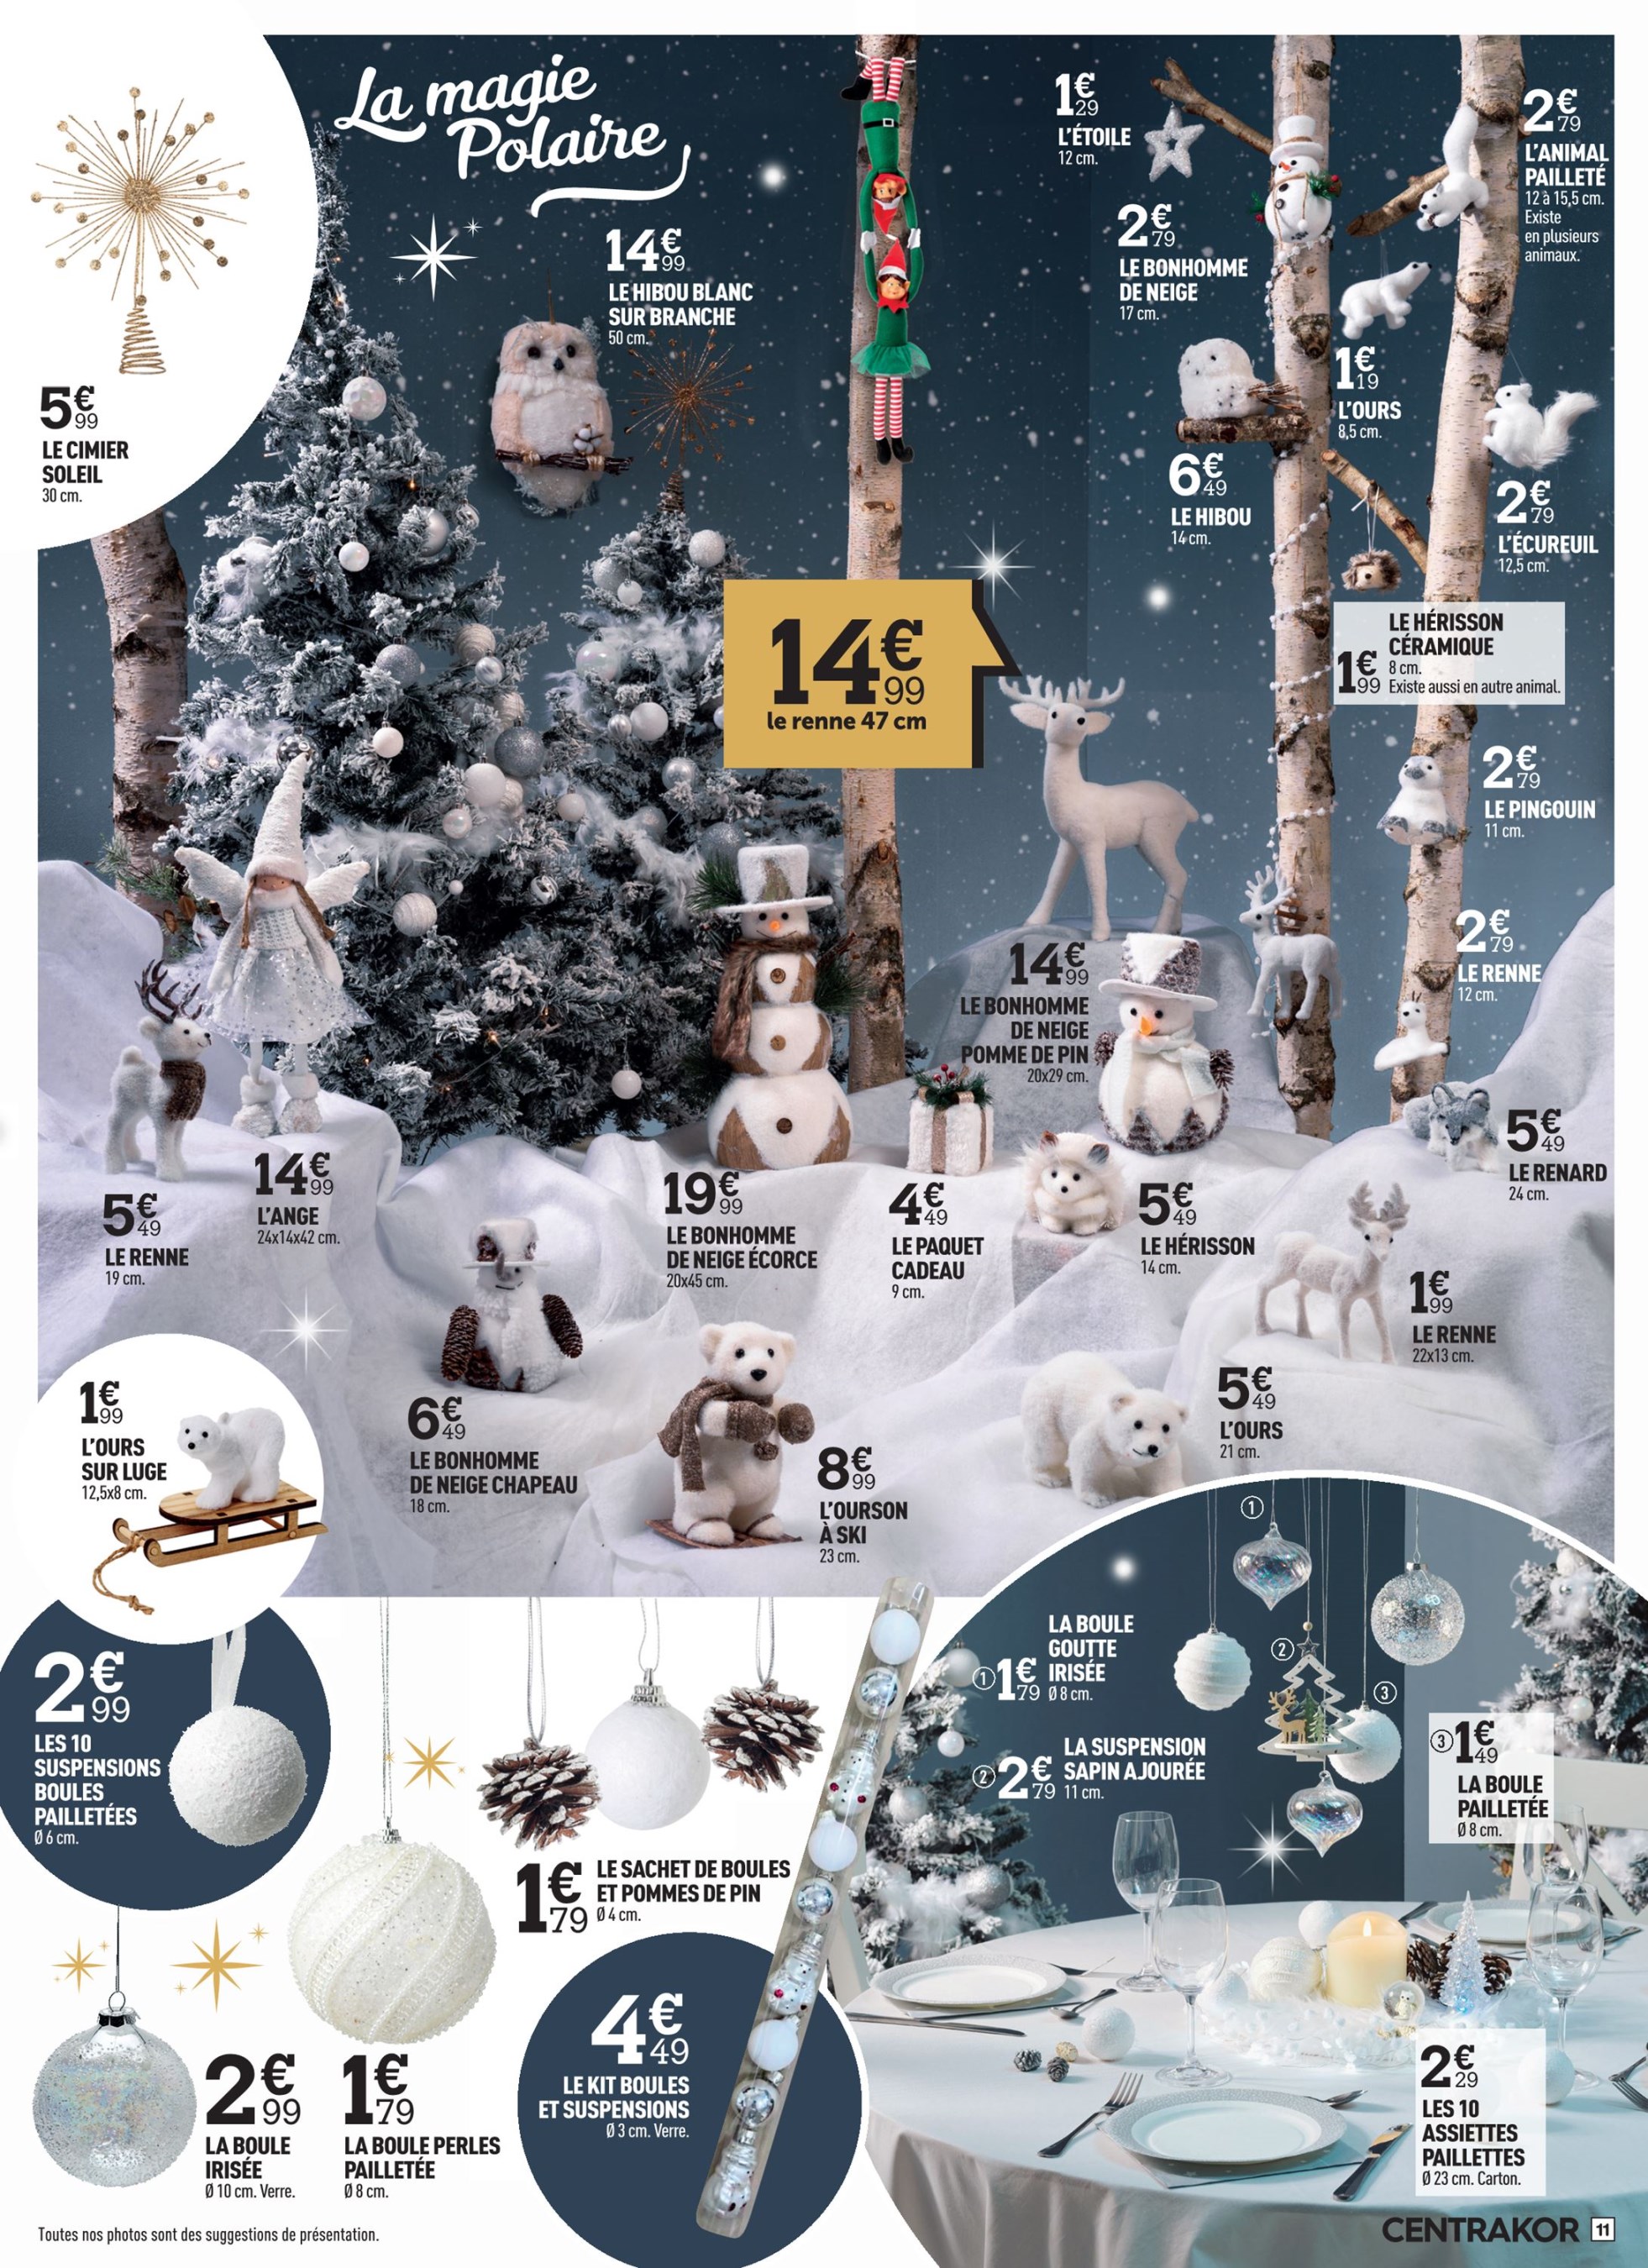 La magie
Polaire
5€99
LE CIMIER
SOLEIL
30 cm.
14€99
LE HIBOU BLANC
SUR BRANCHE
50 cm.
1€29
L'ÉTOILE
12 cm.
2€79
L'ANIMAL
PAILLETÉ
12 à 15,5 cm.
Existe
en plusieurs
animaux.
2€79
LE BONHOMME
DE NEIGE
17 cm.
1€19
L'OURS
8,5 cm.
6€49
LE HIBOU
14 cm.
2€79
L'ÉCUREUIL
12,5 cm.
14€99
le renne 47 cm
LE HÉRISSON
CÉRAMIQUE
1€99
8 cm.
Existe aussi en autre animal.
2€79
LE PINGOUIN
11 cm.
2€79
LE RENNE
12 cm.
14€99
LE BONHOMME
DE NEIGE
POMME DE PIN
20x29 cm.
5€49
LE RENARD
24 cm.
5€49
LE RENNE
19 cm.
14€99
L'ANGE
24x14x42 cm.
19€99
LE BONHOMME
DE NEIGE ÉCORCE
20x45 cm.
4€49
LE PAQUET
CADEAU
9 cm.
5€49
LE HÉRISSON
14 cm.
1€99
LE RENNE
22x13 cm.
1€99
L'OURS
SUR LUGE
12,5x8 cm.
6€49
LE BONHOMME
DE NEIGE CHAPEAU
18 cm.
8€99
L'OURSON
À SKI
23 cm.
5€49
L'OURS
21 cm.
2€99
LES 10
SUSPENSIONS
BOULES
PAILLETÉES
Ø 6 cm.
1€79
LE SACHET DE BOULES
ET POMMES DE PIN
Ø 4 cm.
2€99
LA BOULE
IRISÉE
Ø 10 cm. Verre.
1€79
LA BOULE PERLES
PAILLETÉE
Ø 8 cm.
4€49
LE KIT BOULES
ET SUSPENSIONS
Ø 3 cm. Verre.
1
2
3
LA BOULE
GOUTTE
1 1€79 IRISÉE
Ø 8 cm.
LA SUSPENSION
2 2€79 SAPIN AJOURÉE
11 cm.
3 1€49
LA BOULE
PAILLETÉE
Ø 8 cm.
2€29
LES 10
ASSIETTES
PAILLETTES
Ø 23 cm. Carton.
Toutes nos photos sont des suggestions de présentation.
CENTRAKOR 11